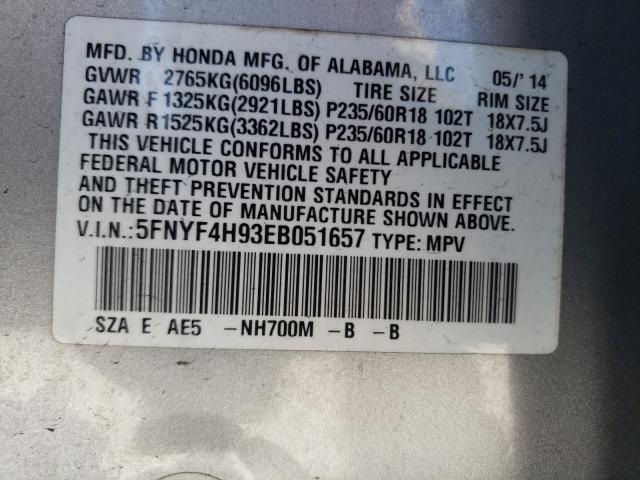 MFD. BY HONDA MFG. OF ALABAMA, LLC 05/'14
GVWR 2765KG(6096LBS) TIRE SIZE RIM SIZE
GAWR F 1325KG(2921LBS) P235/60R18 102T 18X7.5J
GAWR R1525KG(3362LBS) P235/60R18 102T 18X7.5J
THIS VEHICLE CONFORMS TO ALL APPLICABLE
FEDERAL MOTOR VEHICLE SAFETY
AND THEFT PREVENTION STANDARDS IN EFFECT
ON THE DATE OF MANUFACTURE SHOWN ABOVE.
V.I.N.:5FNYF4H93EB051657 TYPE: MPV
SZA E AE5 -NH700M -B -B